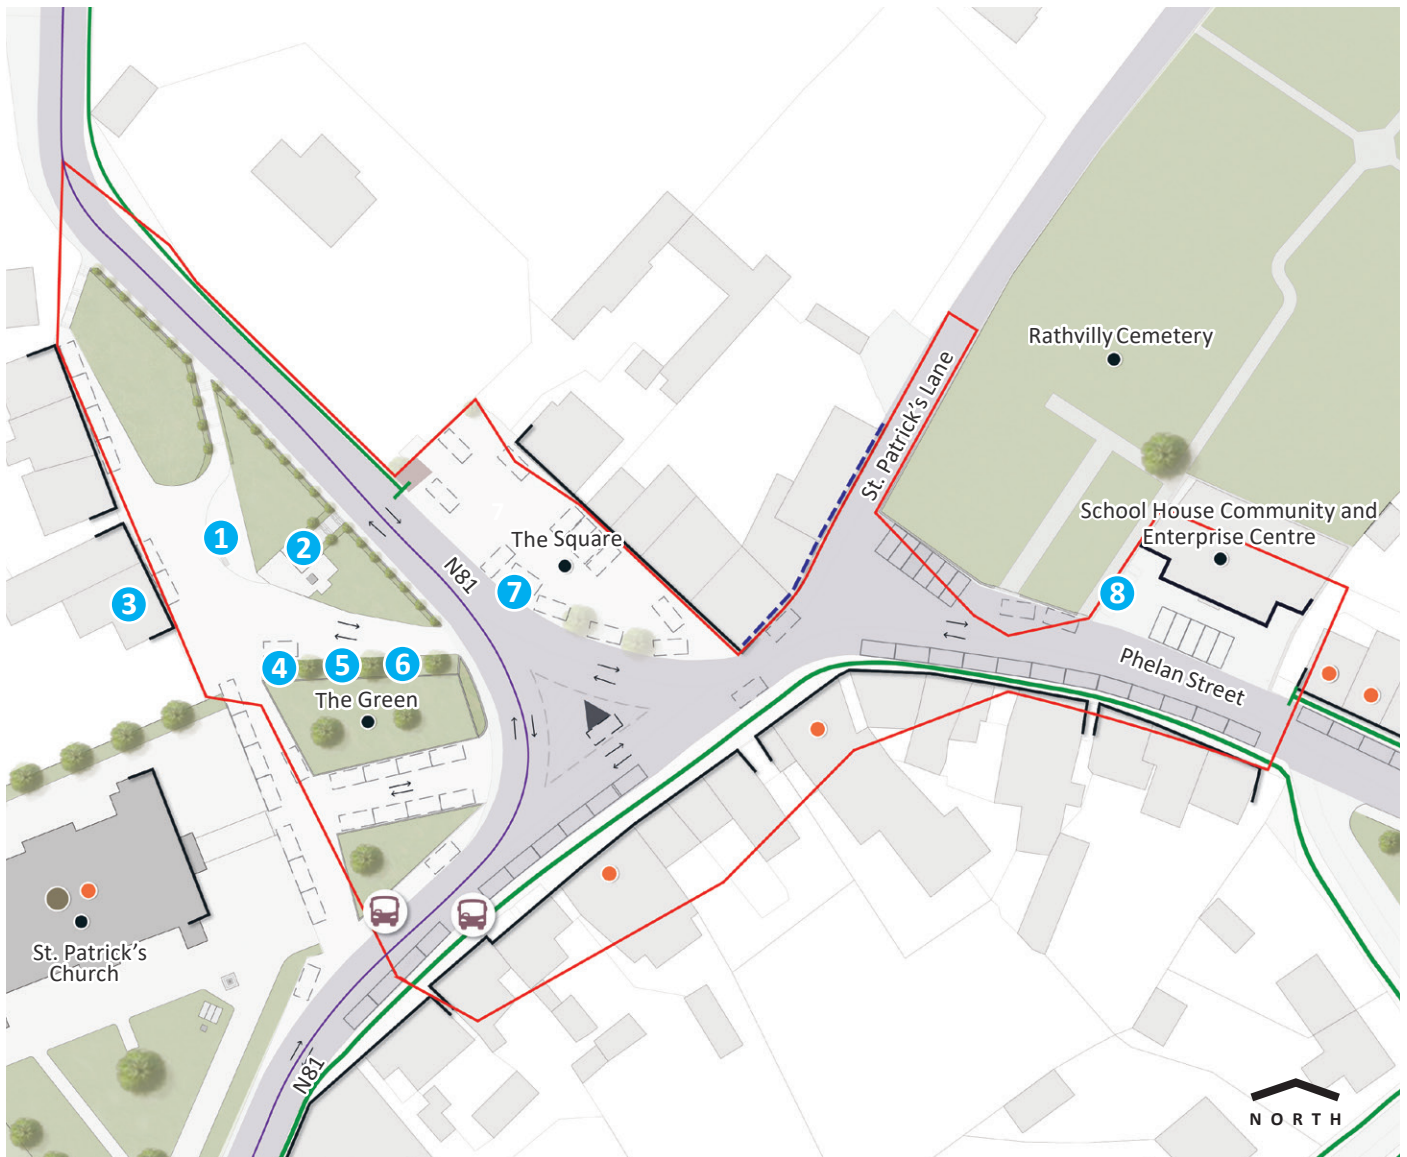 Rathvilly Cemetery
St. Patrick's Lane
School House Community and
Enterprise Centre
1
2
3
N81
7
The Square
7
8
4
5
6
The Green
Phelan Street
St. Patrick's
Church
N81
NORTH